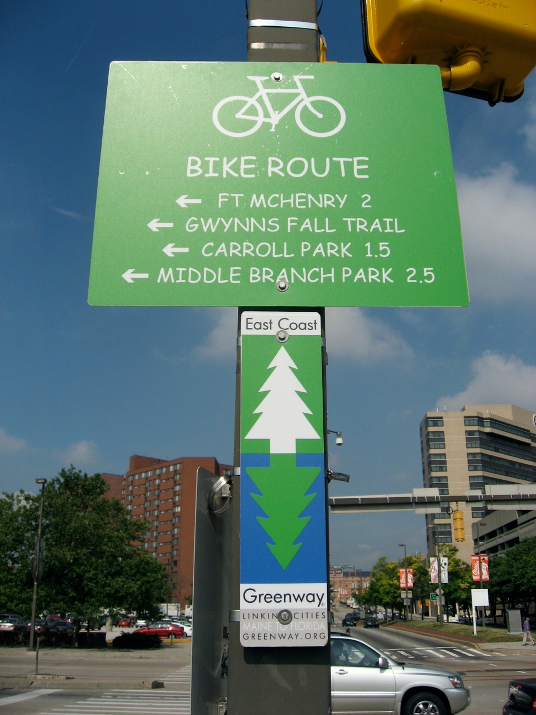 BIKE ROUTE
← FT MCHENRY 2
← GWYNNS FALL TRAIL
← CARROLL PARK 1.5
← MIDDLE BRANCH PARK 2.5
East Coast
Greenway
LINKING CITIES
MAINE TO FLORIDA
GREENWAY.ORG